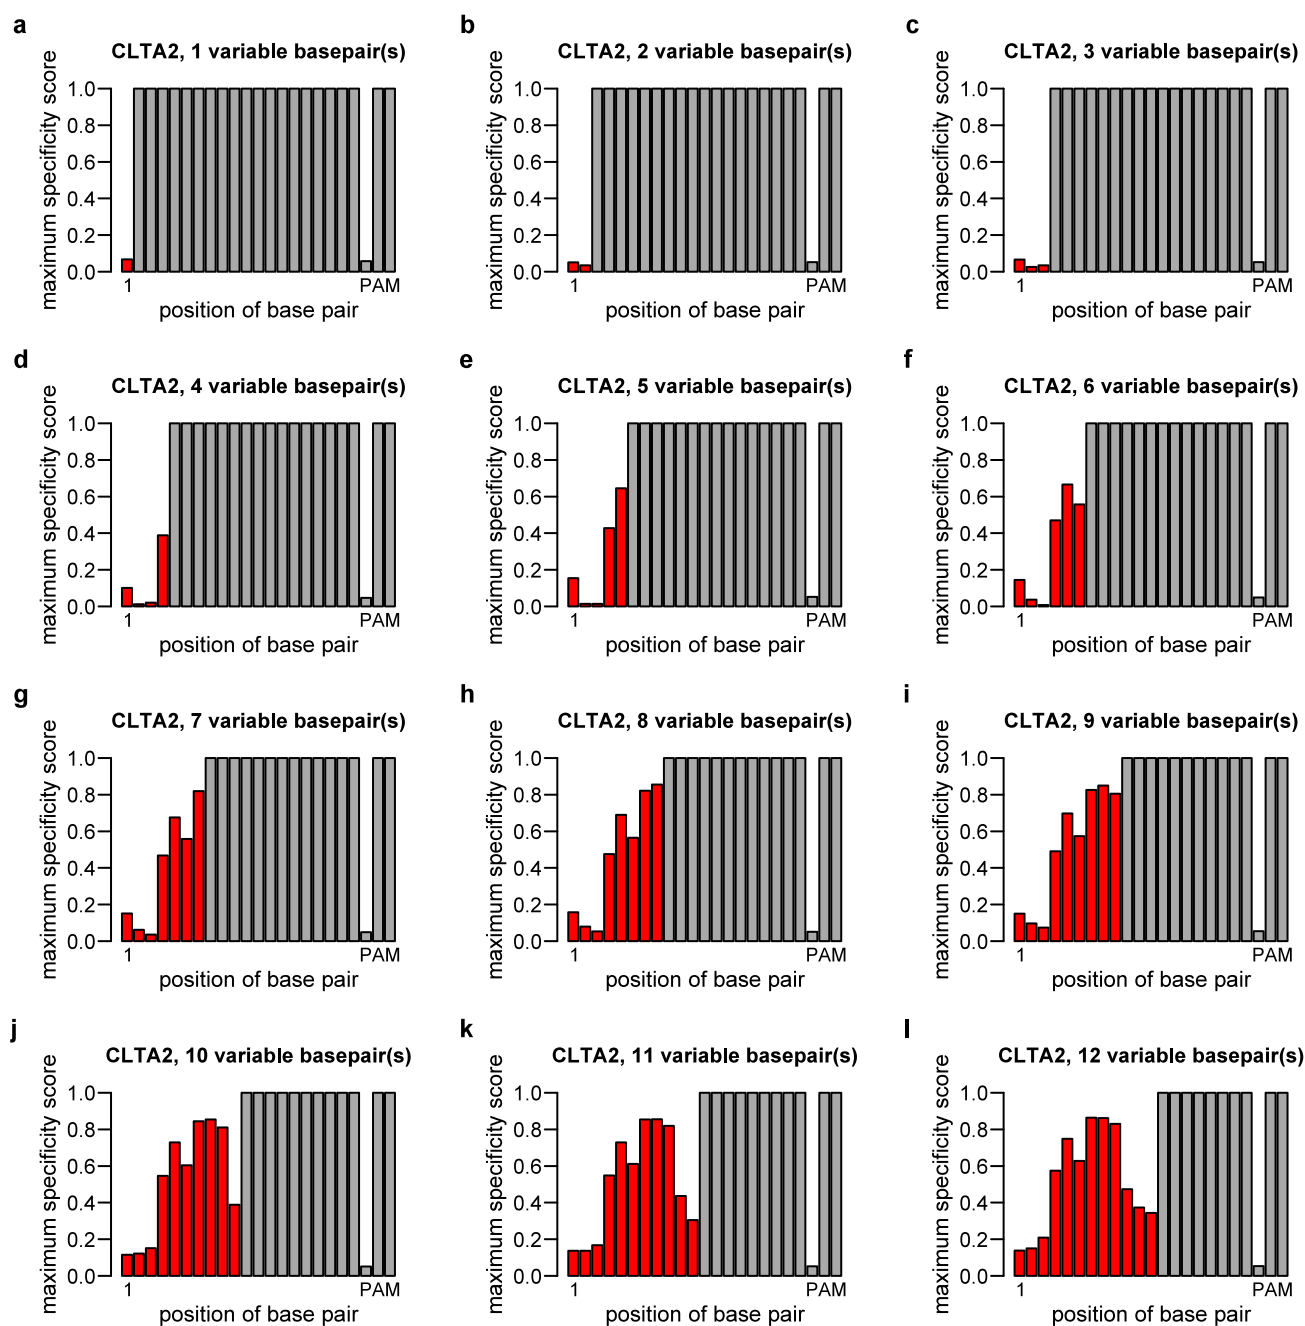 a
CLTA2, 1 variable basepair(s)
maximum specificity score
1.0
0.8
0.6
0.4
0.2
0.0
1
PAM
position of base pair
b
CLTA2, 2 variable basepair(s)
maximum specificity score
1.0
0.8
0.6
0.4
0.2
0.0
1
PAM
position of base pair
c
CLTA2, 3 variable basepair(s)
maximum specificity score
1.0
0.8
0.6
0.4
0.2
0.0
1
PAM
position of base pair
d
CLTA2, 4 variable basepair(s)
maximum specificity score
1.0
0.8
0.6
0.4
0.2
0.0
1
PAM
position of base pair
e
CLTA2, 5 variable basepair(s)
maximum specificity score
1.0
0.8
0.6
0.4
0.2
0.0
1
PAM
position of base pair
f
CLTA2, 6 variable basepair(s)
maximum specificity score
1.0
0.8
0.6
0.4
0.2
0.0
1
PAM
position of base pair
g
CLTA2, 7 variable basepair(s)
maximum specificity score
1.0
0.8
0.6
0.4
0.2
0.0
1
PAM
position of base pair
h
CLTA2, 8 variable basepair(s)
maximum specificity score
1.0
0.8
0.6
0.4
0.2
0.0
1
PAM
position of base pair
i
CLTA2, 9 variable basepair(s)
maximum specificity score
1.0
0.8
0.6
0.4
0.2
0.0
1
PAM
position of base pair
j
CLTA2, 10 variable basepair(s)
maximum specificity score
1.0
0.8
0.6
0.4
0.2
0.0
1
PAM
position of base pair
k
CLTA2, 11 variable basepair(s)
maximum specificity score
1.0
0.8
0.6
0.4
0.2
0.0
1
PAM
position of base pair
l
CLTA2, 12 variable basepair(s)
maximum specificity score
1.0
0.8
0.6
0.4
0.2
0.0
1
PAM
position of base pair